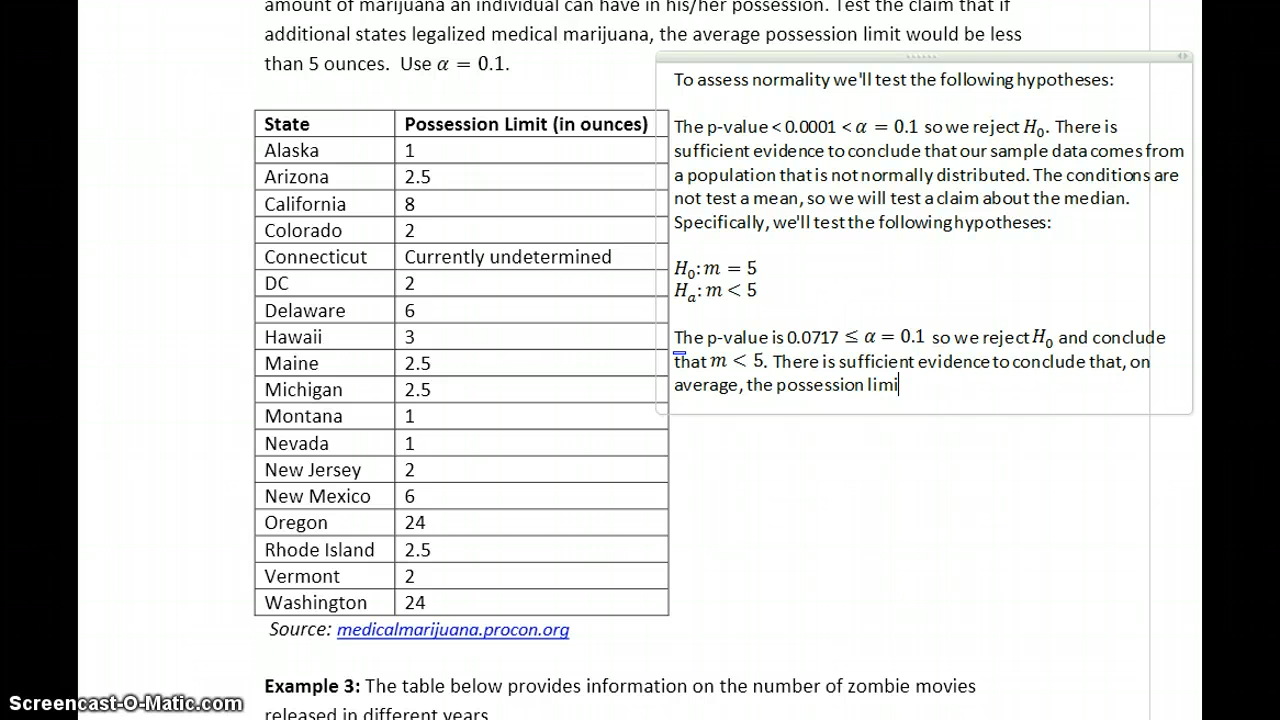 amount of marijuana an individual can have in his/her possession. Test the claim that if
additional states legalized medical marijuana, the average possession limit would be less
than 5 ounces. Use α = 0.1.
To assess normality we'll test the following hypotheses:
The p-value < 0.0001 < α = 0.1 so we reject H₀. There is
sufficient evidence to conclude that our sample data comes from
a population that is not normally distributed. The conditions are
not test a mean, so we will test a claim about the median.
Specifically, we'll test the following hypotheses:
H₀: m = 5
Hₐ: m < 5
The p-value is 0.0717 ≤ α = 0.1 so we reject H₀ and conclude
that m < 5. There is sufficient evidence to conclude that, on
average, the possession limi
State Possession Limit (in ounces)
Alaska 1
Arizona 2.5
California 8
Colorado 2
Connecticut Currently undetermined
DC 2
Delaware 6
Hawaii 3
Maine 2.5
Michigan 2.5
Montana 1
Nevada 1
New Jersey 2
New Mexico 6
Oregon 24
Rhode Island 2.5
Vermont 2
Washington 24
Source: medicalmarijuana.procon.org
Example 3: The table below provides information on the number of zombie movies
released in different years
Screencast-O-Matic.com